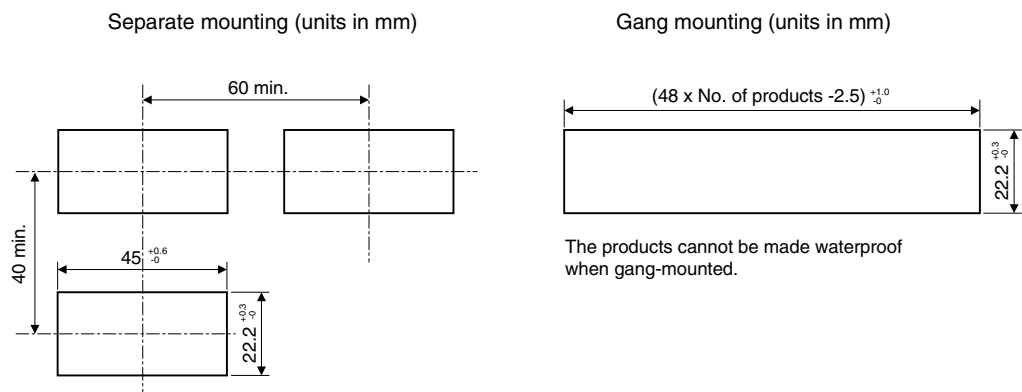 Separate mounting (units in mm)
Gang mounting (units in mm)
60 min.
(48 x No. of products -2.5) +1.0 -0
22.2 +0.3 -0
40 min.
45 +0.6 -0
The products cannot be made waterproof
when gang-mounted.
22.2 +0.3 -0